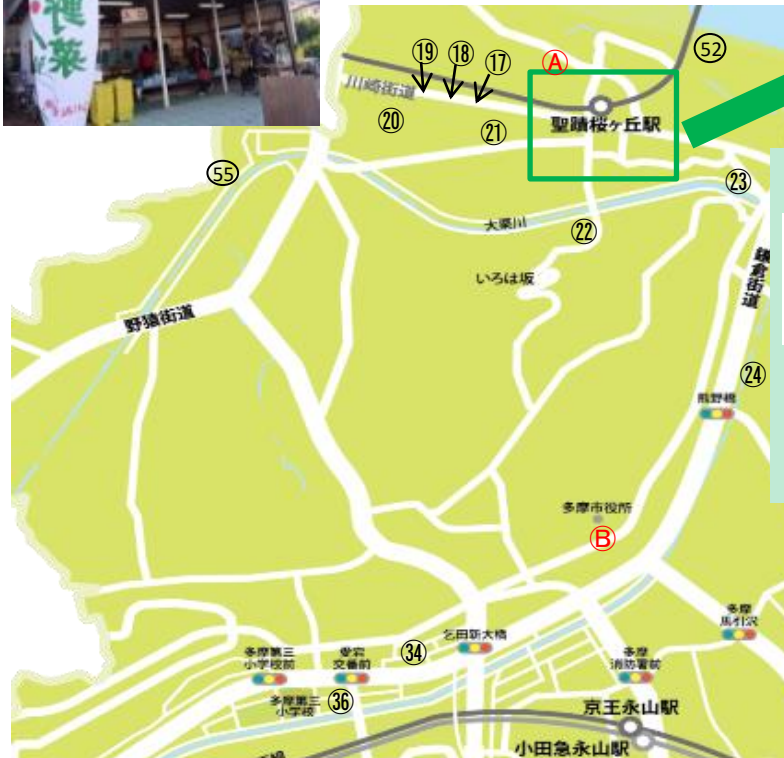 野菜
Ⓐ
52
⑲
⑱
⑰
川崎街道
⑳
㉑
聖蹟桜ヶ丘駅
55
㉓
大栗川
㉒
いろは坂
鎌倉街道
野猿街道
㉔
熊野橋
多摩市役所
Ⓑ
多摩
馬引沢
乞田新大橋
㉞
多摩第三
小学校前
愛宕
交番前
多摩
消防署前
多摩第三
小学校
㊱
京王永山駅
小田急永山駅